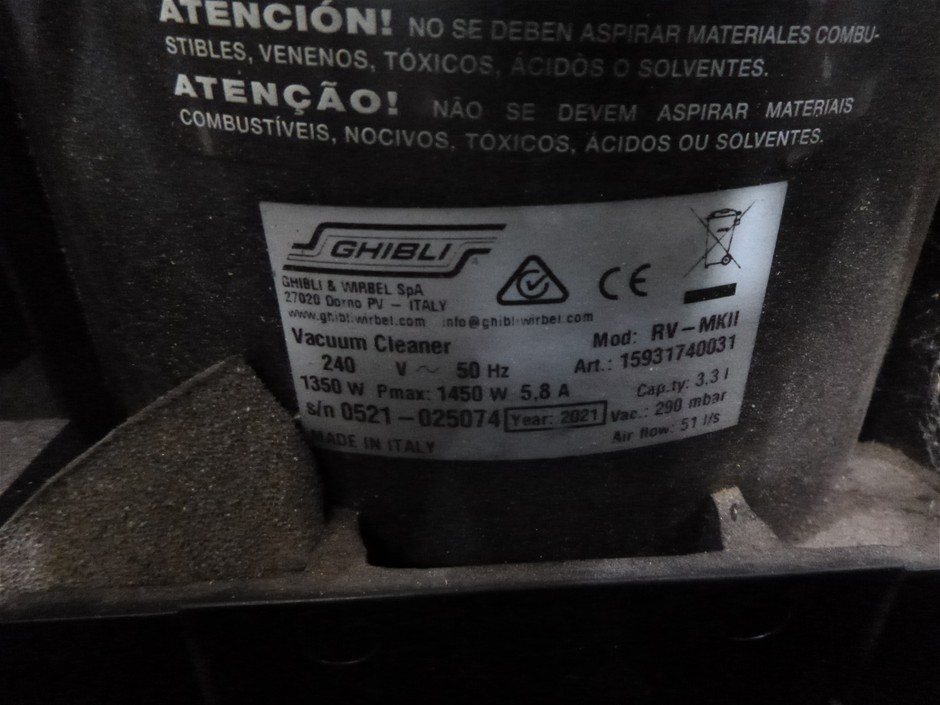 ATENCIÓN! NO SE DEBEN ASPIRAR MATERIALES COMBU-
STIBLES, VENENOS, TÓXICOS, ÁCIDOS O SOLVENTES.
ATENÇÃO! NÃO SE DEVEM ASPIRAR MATERIAIS
COMBUSTÍVEIS, NOCIVOS, TÓXICOS, ÁCIDOS OU SOLVENTES.
GHIBLI
GHIBLI & WIRBEL SpA
27020 Dorno PV – ITALY
www.ghibliwirbel.com info@ghibliwirbel.com
CE
Vacuum Cleaner
Mod: RV–MKII
240 V ~ 50 Hz
Art.: 15931740031
1350 W Pmax: 1450 W 5,8 A
Cap.ty: 3.3 l
s/n 0521–025074 Year: 2021 Vac.: 290 mbar
MADE IN ITALY
Air flow: 51 l/s